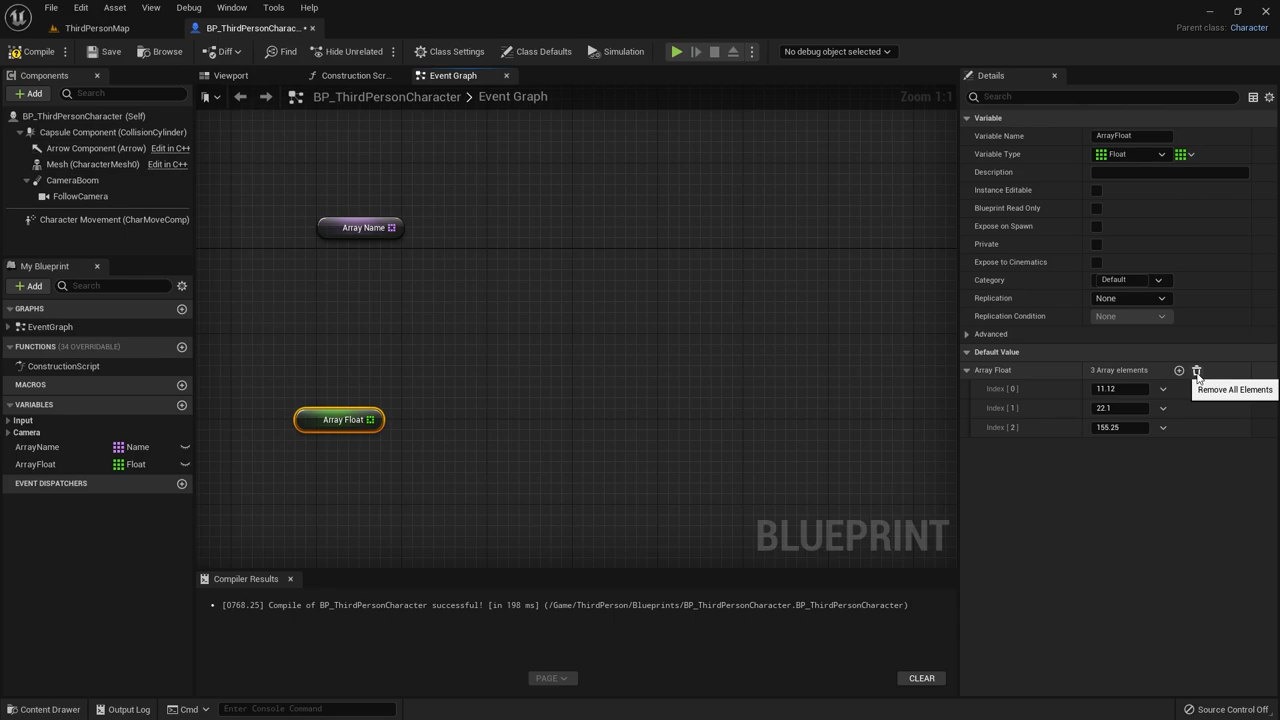 File Edit Asset View Debug Window Tools Help
ThirdPersonMap
BP_ThirdPersonCharac...
Parent class: Character
Compile
Save
Browse
Diff
Find
Hide Unrelated
Class Settings
Class Defaults
Simulation
No debug object selected
Components
Add
Search
BP_ThirdPersonCharacter (Self)
Capsule Component (CollisionCylinder)
Arrow Component (Arrow) Edit in C++
Mesh (CharacterMesh0) Edit in C++
CameraBoom
FollowCamera
Character Movement (CharMoveComp)
My Blueprint
Add
Search
GRAPHS
EventGraph
FUNCTIONS (34 OVERRIDABLE)
ConstructionScript
MACROS
VARIABLES
Input
Camera
ArrayName Name
ArrayFloat Float
EVENT DISPATCHERS
Viewport
Construction Scr...
Event Graph
BP_ThirdPersonCharacter > Event Graph
Zoom 1:1
Array Name
Array Float
BLUEPRINT
Compiler Results
[0768.25] Compile of BP_ThirdPersonCharacter successful! [in 198 ms] (/Game/ThirdPerson/Blueprints/BP_ThirdPersonCharacter.BP_ThirdPersonCharacter)
PAGE
CLEAR
Details
Search
Variable
Variable Name ArrayFloat
Variable Type Float
Description
Instance Editable
Blueprint Read Only
Expose on Spawn
Private
Expose to Cinematics
Category Default
Replication None
Replication Condition None
Advanced
Default Value
Array Float 3 Array elements
Remove All Elements
Index [ 0 ] 11.12
Index [ 1 ] 22.1
Index [ 2 ] 155.25
Content Drawer
Output Log
Cmd
Enter Console Command
Source Control Off